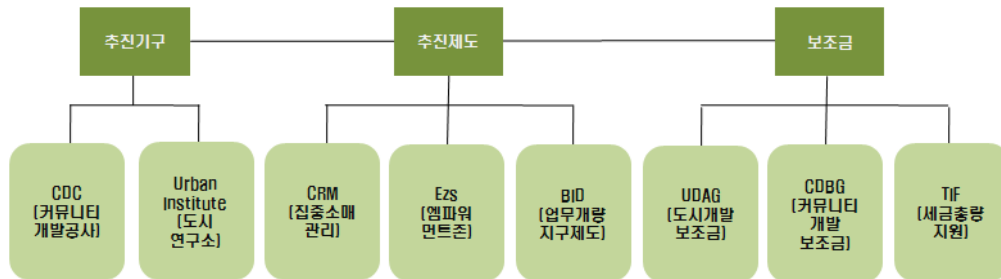 추진기구
추진제도
보조금
CDC
(커뮤니티
개발공사)
Urban
Institute
(도시
연구소)
CRM
(집중소매
관리)
Ezs
(엠파워
먼트존)
BID
(업무개량
지구제도)
UDAG
(도시개발
보조금)
CDBG
(커뮤니티
개발
보조금)
TIF
(세금총량
지원)